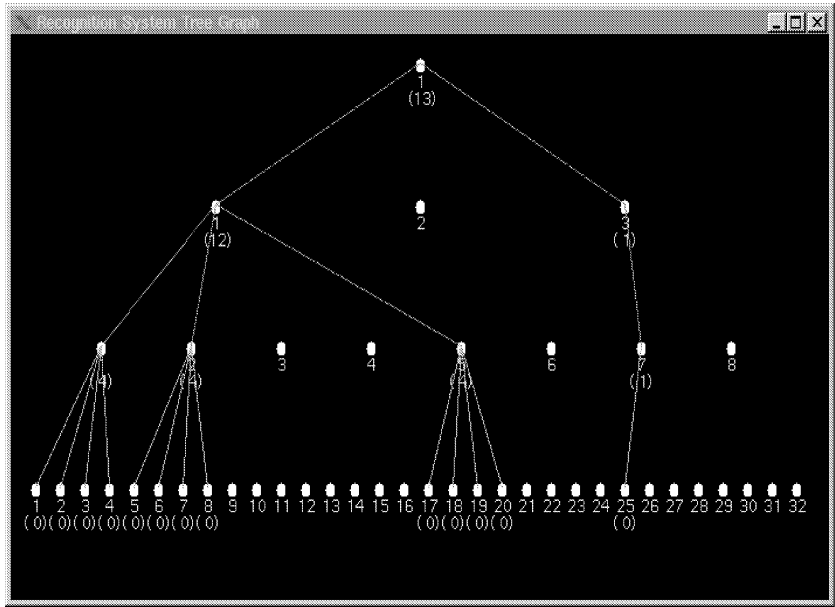 Recognition System Tree Graph
1
(13)
1 2 3
(12) ( 1)
3 4 6 7 8
( 4) ( 4) ( 4) ( 1)
1 2 3 4 5 6 7 8 9 10 11 12 13 14 15 16 17 18 19 20 21 22 23 24 25 26 27 28 29 30 31 32
( 0) ( 0) ( 0) ( 0) ( 0) ( 0) ( 0) ( 0) ( 0) ( 0) ( 0) ( 0) ( 0)